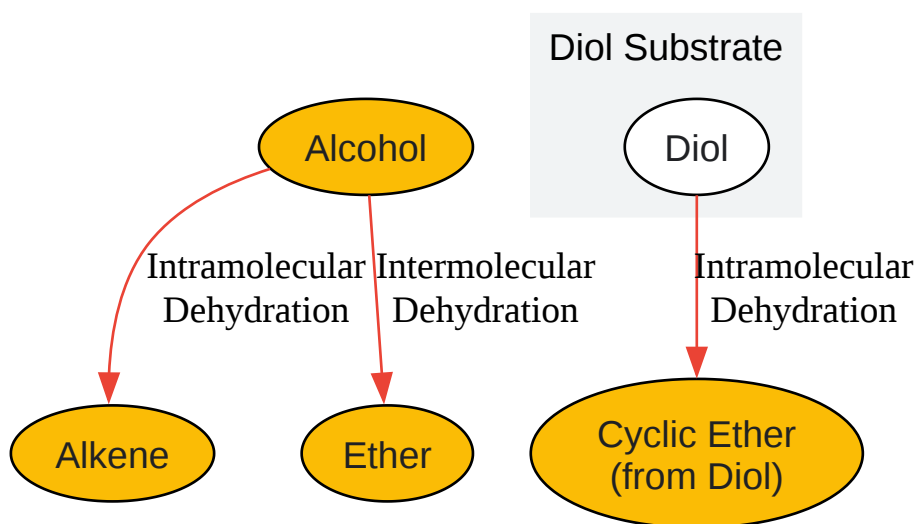 Diol Substrate
Alcohol
Diol
Intramolecular
Dehydration
Intermolecular
Dehydration
Intramolecular
Dehydration
Alkene
Ether
Cyclic Ether
(from Diol)